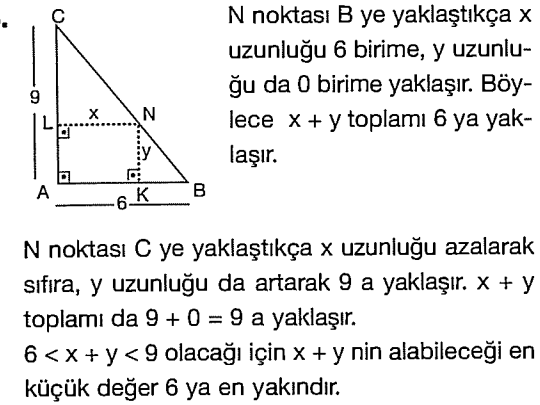 N noktası B ye yaklaştıkça x
uzunluğu 6 birime, y uzunlu-
ğu da 0 birime yaklaşır. Böy-
lece x + y toplamı 6 ya yak-
laşır.
C
9
L
x
N
y
A
K
B
6
N noktası C ye yaklaştıkça x uzunluğu azalarak
sıfıra, y uzunluğu da artarak 9 a yaklaşır. x + y
toplamı da 9 + 0 = 9 a yaklaşır.
6 < x + y < 9 olacağı için x + y nin alabileceği en
küçük değer 6 ya en yakındır.